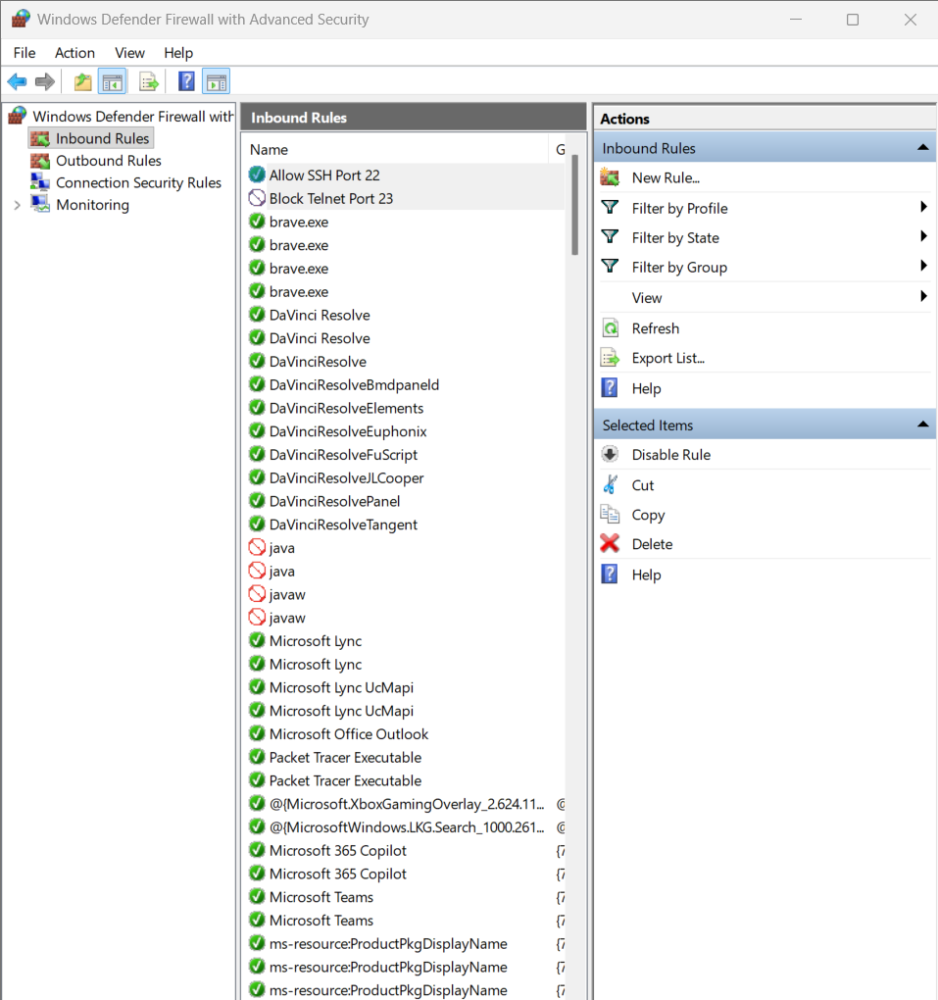 Windows Defender Firewall with Advanced Security
File Action View Help
Windows Defender Firewall with
Inbound Rules
Outbound Rules
Connection Security Rules
Monitoring
Inbound Rules
Name G
Allow SSH Port 22
Block Telnet Port 23
brave.exe
brave.exe
brave.exe
brave.exe
DaVinci Resolve
DaVinci Resolve
DaVinciResolve
DaVinciResolveBmdpaneld
DaVinciResolveElements
DaVinciResolveEuphonix
DaVinciResolveFuScript
DaVinciResolveJLCooper
DaVinciResolvePanel
DaVinciResolveTangent
java
java
javaw
javaw
Microsoft Lync
Microsoft Lync
Microsoft Lync UcMapi
Microsoft Lync UcMapi
Microsoft Office Outlook
Packet Tracer Executable
Packet Tracer Executable
@{Microsoft.XboxGamingOverlay_2.624.11... @
@{MicrosoftWindows.LKG.Search_1000.261... @
Microsoft 365 Copilot {7
Microsoft 365 Copilot {7
Microsoft Teams {7
Microsoft Teams {7
ms-resource:ProductPkgDisplayName {7
ms-resource:ProductPkgDisplayName {7
ms-resource:ProductPkgDisplayName {7
Actions
Inbound Rules
New Rule...
Filter by Profile
Filter by State
Filter by Group
View
Refresh
Export List...
Help
Selected Items
Disable Rule
Cut
Copy
Delete
Help